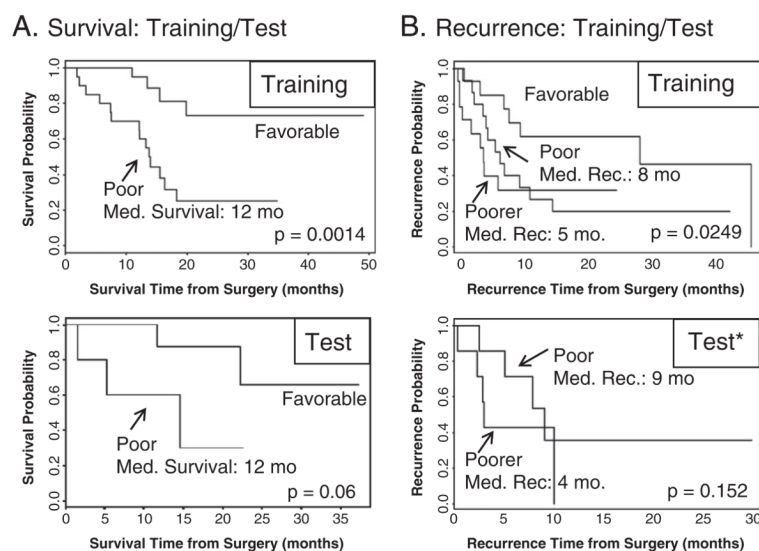 A. Survival: Training/Test
Survival Probability
0.0 0.2 0.4 0.6 0.8 1.0
Training
Favorable
Poor
Med. Survival: 12 mo
p = 0.0014
0 10 20 30 40 50
Survival Time from Surgery (months)
Survival Probability
0.0 0.2 0.4 0.6 0.8 1.0
Test
Favorable
Poor
Med. Survival: 12 mo
p = 0.06
0 5 10 15 20 25 30 35
Survival Time from Surgery (months)
B. Recurrence: Training/Test
Recurrence Probability
0.0 0.2 0.4 0.6 0.8 1.0
Training
Favorable
Poor
Med. Rec.: 8 mo
Poorer
Med. Rec: 5 mo.
p = 0.0249
0 10 20 30 40
Recurrence Time from Surgery (months)
Recurrence Probability
0.0 0.2 0.4 0.6 0.8 1.0
Test*
Poor
Med. Rec.: 9 mo
Poorer
Med. Rec: 4 mo.
p = 0.152
0 5 10 15 20 25 30
Recurrence Time from Surgery (months)